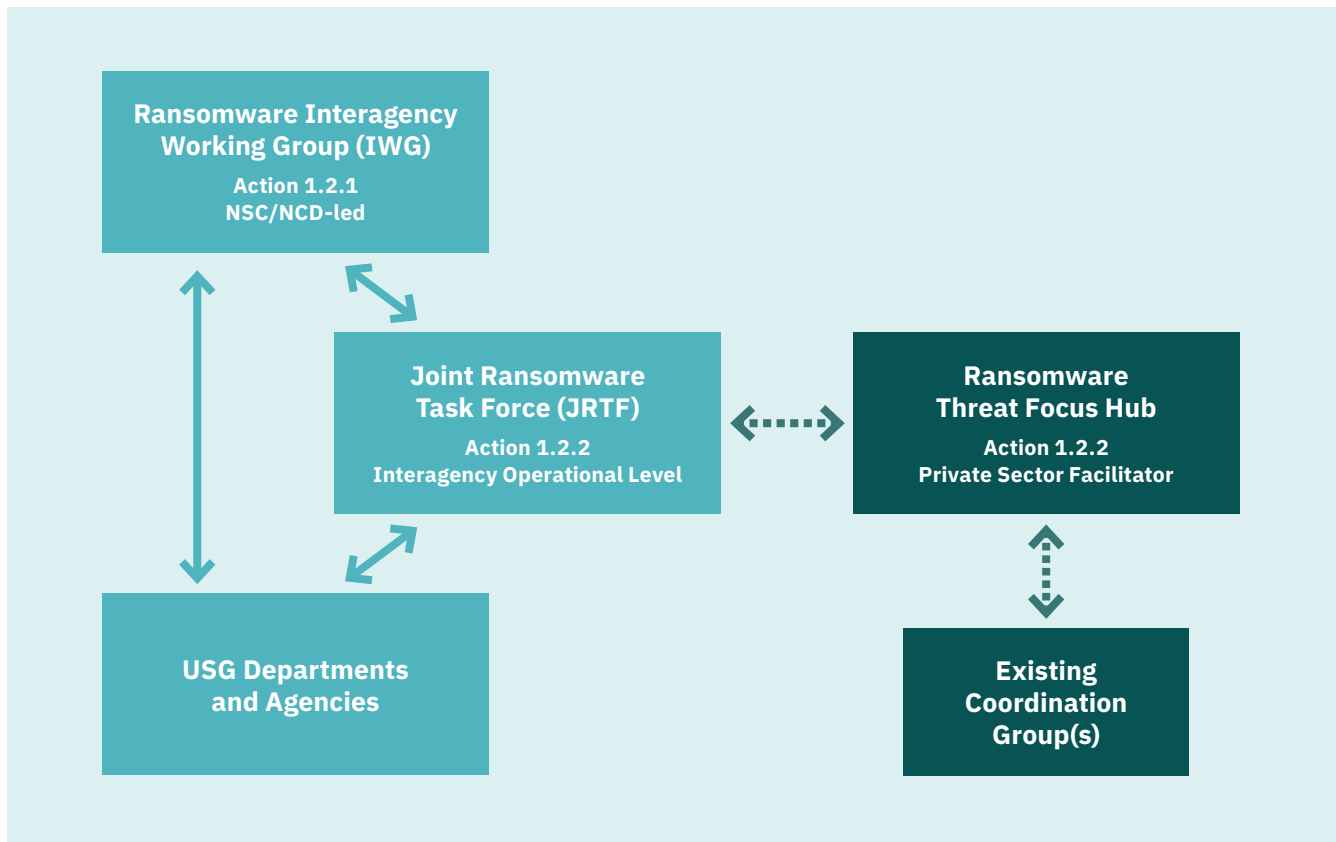 Ransomware Interagency
Working Group (IWG)
Action 1.2.1
NSC/NCD-led
Joint Ransomware
Task Force (JRTF)
Action 1.2.2
Interagency Operational Level
Ransomware
Threat Focus Hub
Action 1.2.2
Private Sector Facilitator
USG Departments
and Agencies
Existing
Coordination
Group(s)